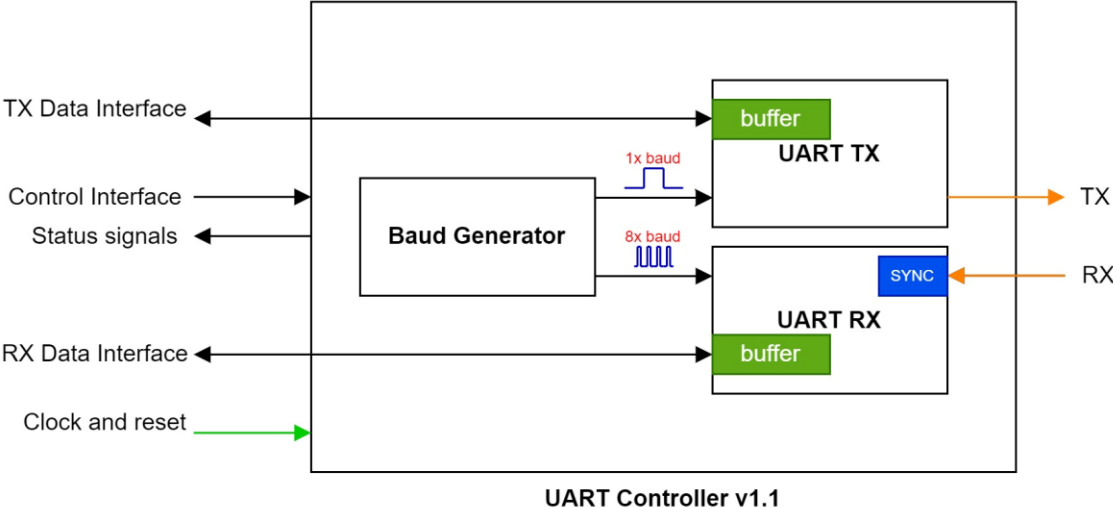 TX Data Interface
buffer
UART TX
1x baud
Control Interface
TX
Status signals
Baud Generator
8x baud
SYNC
RX
UART RX
RX Data Interface
buffer
Clock and reset
UART Controller v1.1